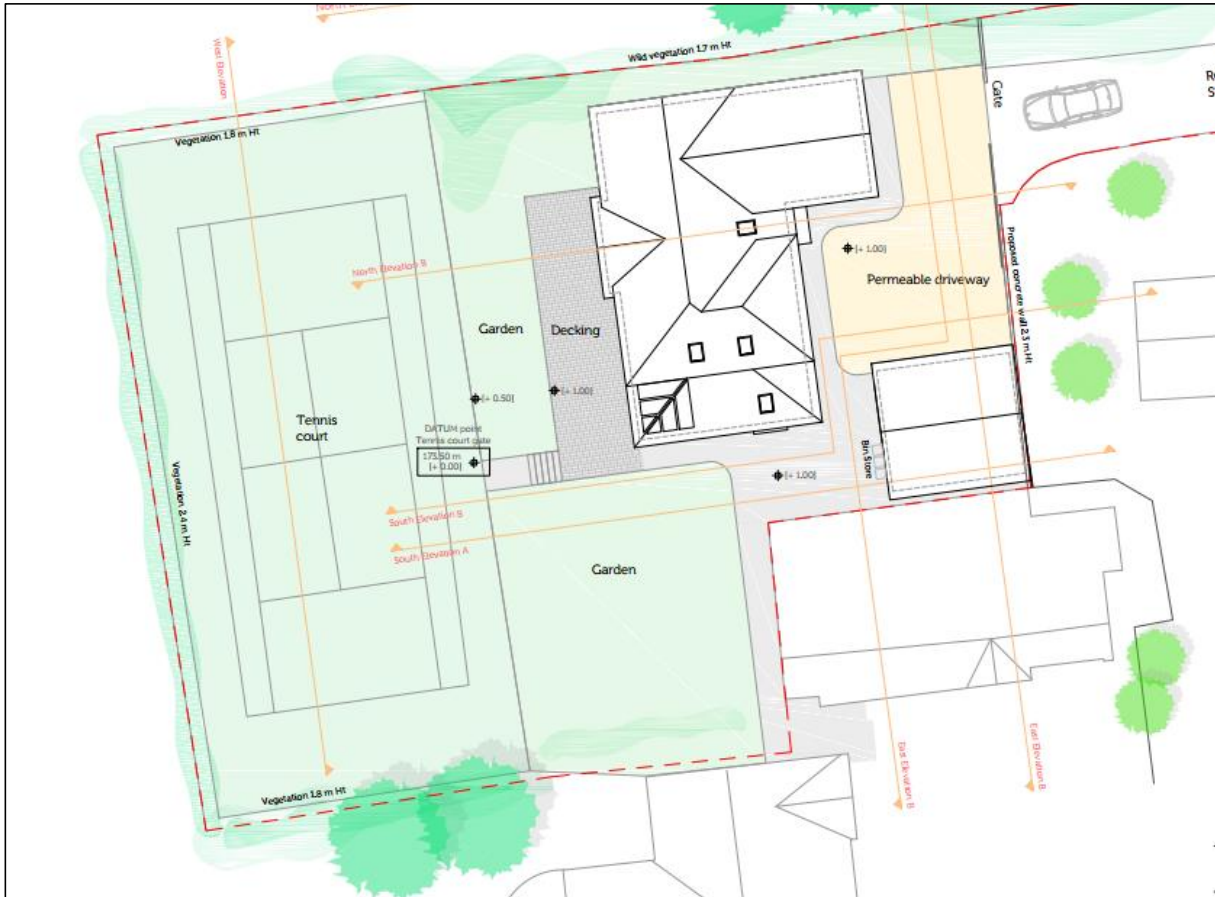 North
West Elevation
Wild vegetation 1.7 m Ht
Gate
Vegetation 1.8 m Ht
North Elevation B
[+ 1.00]
Permeable driveway
Proposed concrete wall 2.3 m Ht
Garden
Decking
[+ 0.50]
[+ 1.00]
Tennis
court
DATUM point
Tennis court gate
173.50 m
[+ 0.00]
Bin Store
[+ 1.00]
Vegetation 2.4 m Ht
South Elevation B
South Elevation A
Garden
East Elevation B
East Elevation B
Vegetation 1.8 m Ht